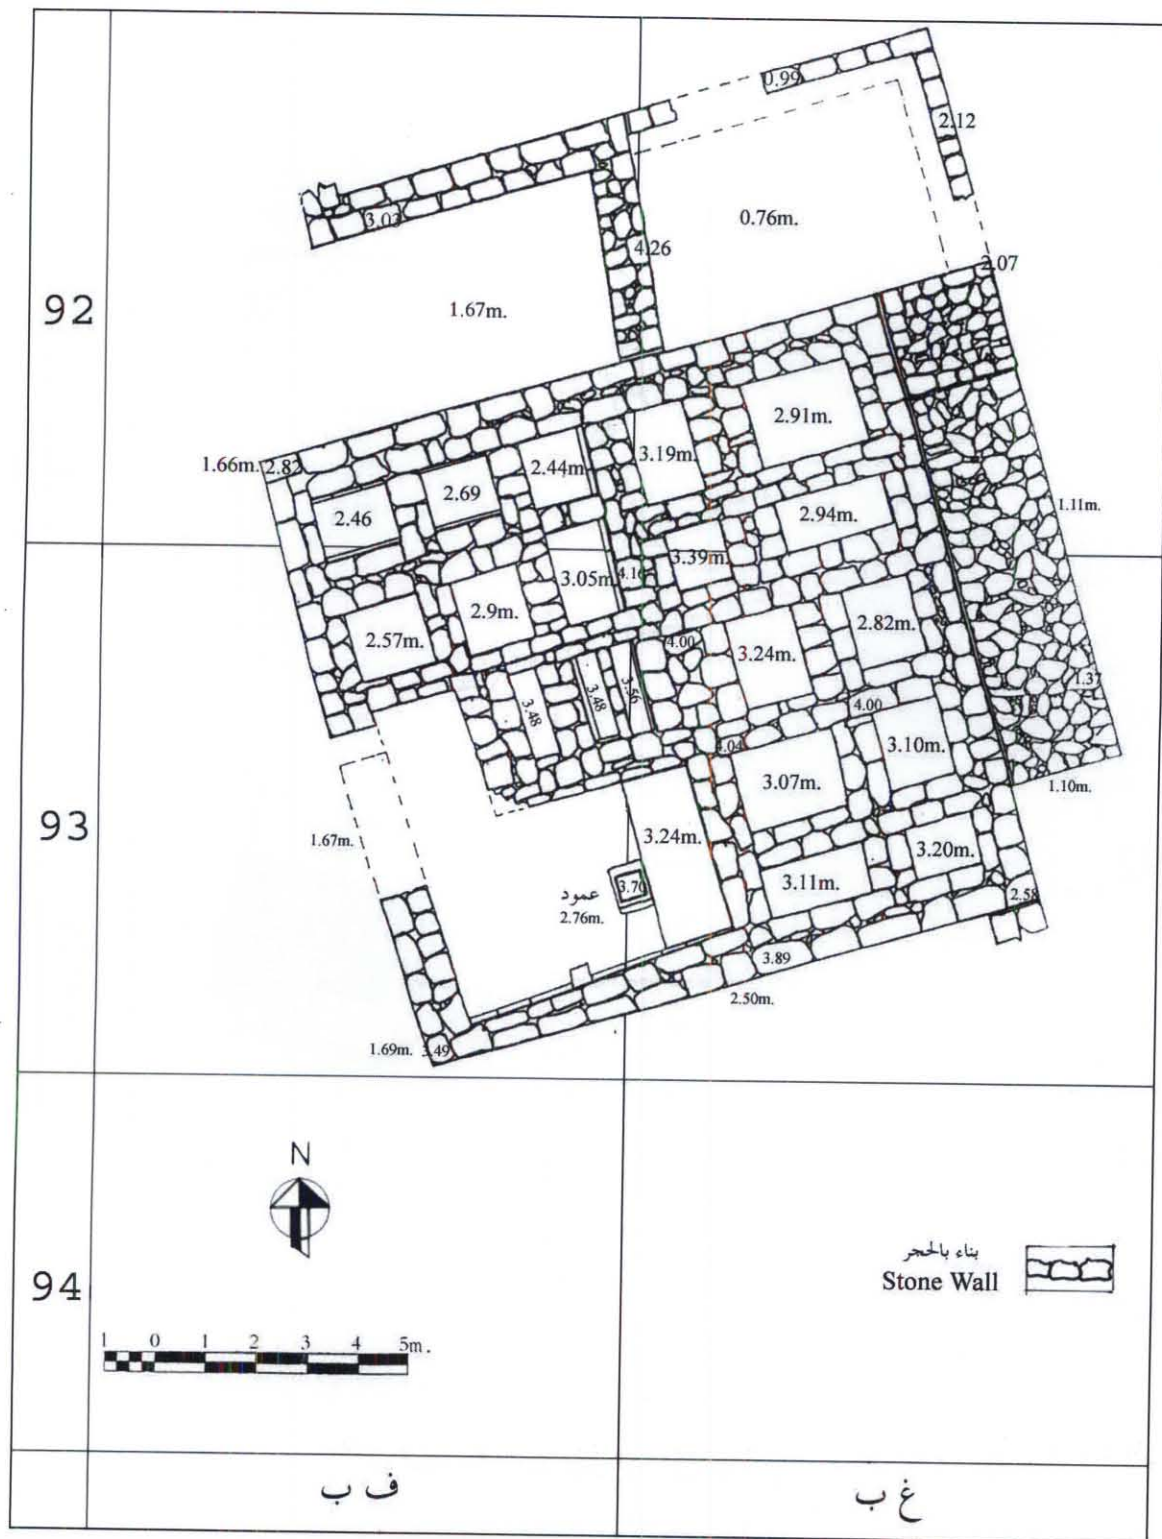 0.99
2.12
3.03
0.76m.
4.26
2.07
92
1.67m.
2.91m.
1.66m. 2.82
2.44m
3.19m.
2.69
2.46
2.94m.
1.11m.
3.39m.
3.05m
4.16
2.9m.
2.57m.
2.82m.
4.00
3.24m.
1.37
3.48
3.48
3.56
4.00
4.04
3.10m.
3.07m.
1.10m.
93
1.67m.
3.24m.
3.20m.
3.11m.
3.70
عمود
2.76m.
2.58
3.89
2.50m.
1.69m. 3.49
N
بناء بالحجر
Stone Wall
94
1 0 1 2 3 4 5m.
ف ب
غ ب